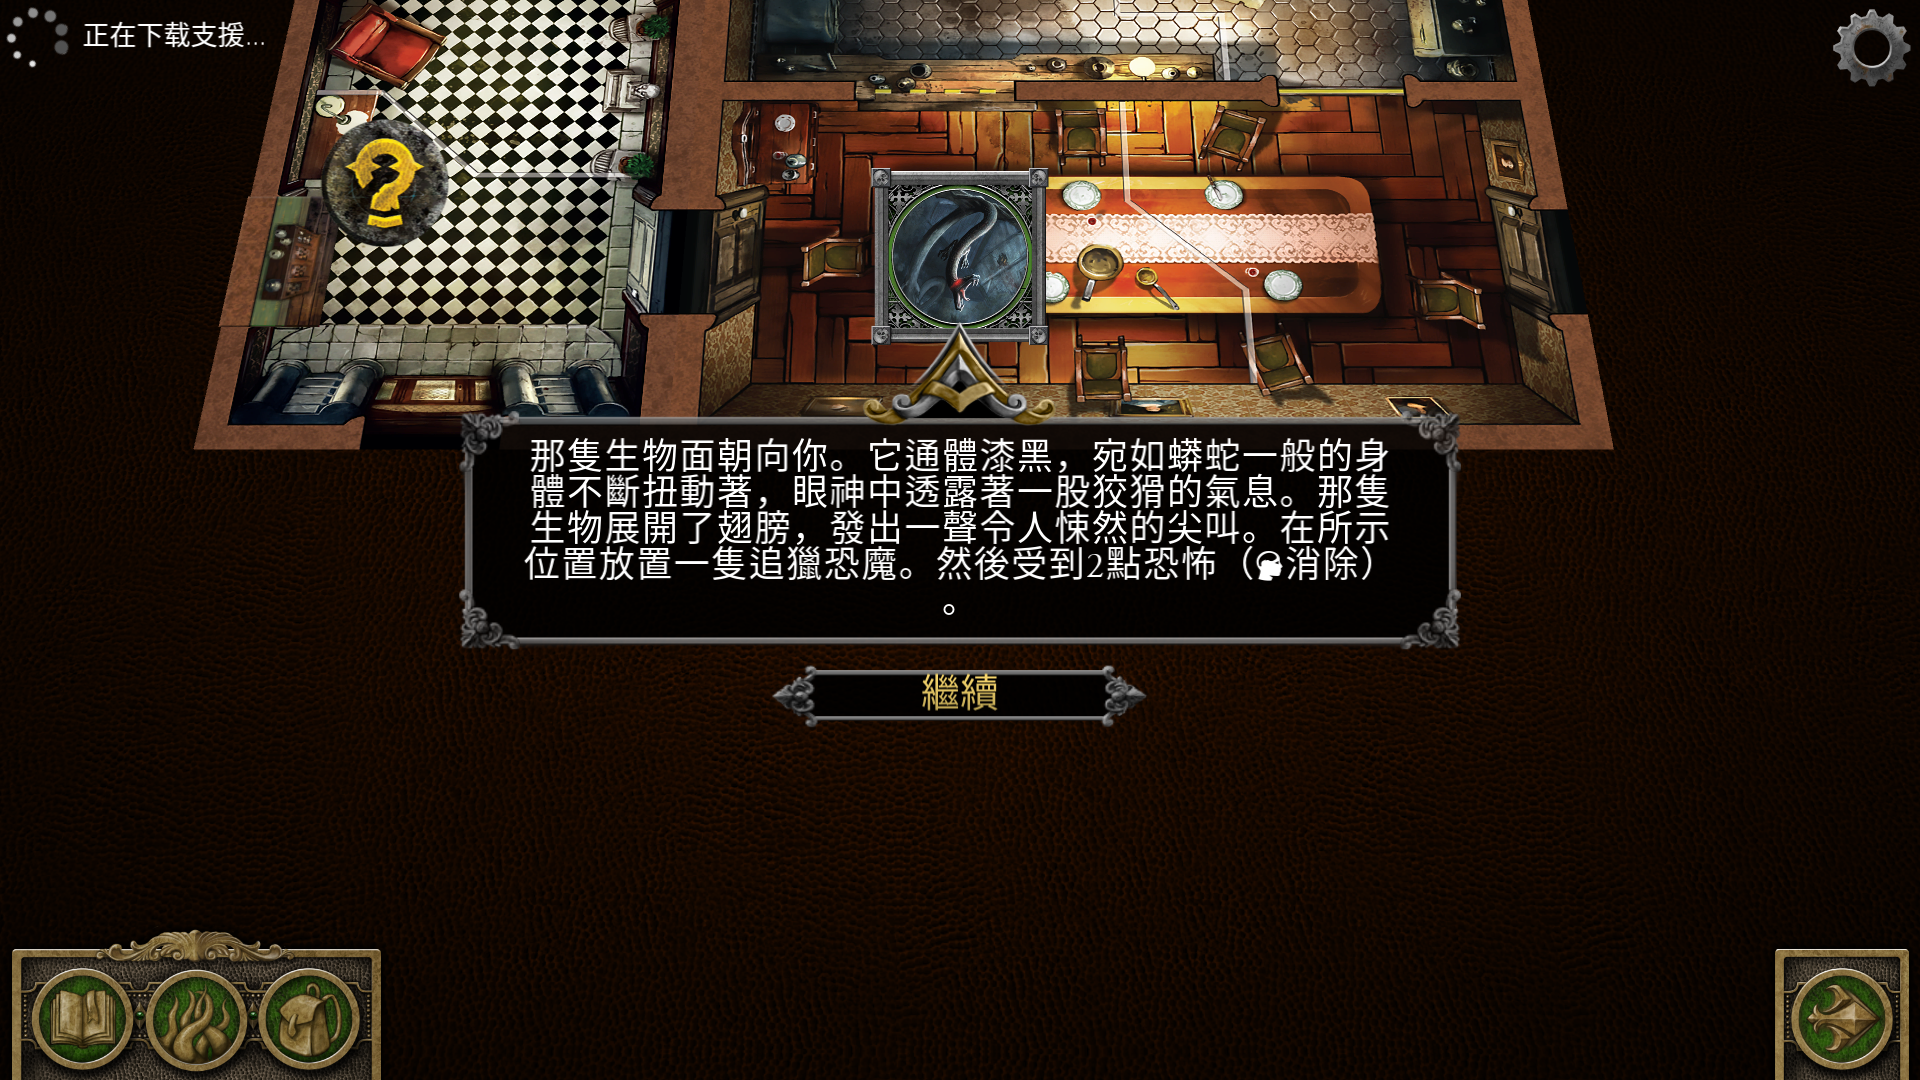 正在下载支援...
那隻生物面朝向你。它通體漆黑，宛如蟒蛇一般的身
體不斷扭動著，眼神中透露著一股狡猾的氣息。那隻
生物展開了翅膀，發出一聲令人悚然的尖叫。在所示
位置放置一隻追獵恐魔。然後受到2點恐怖（消除）
。
繼續